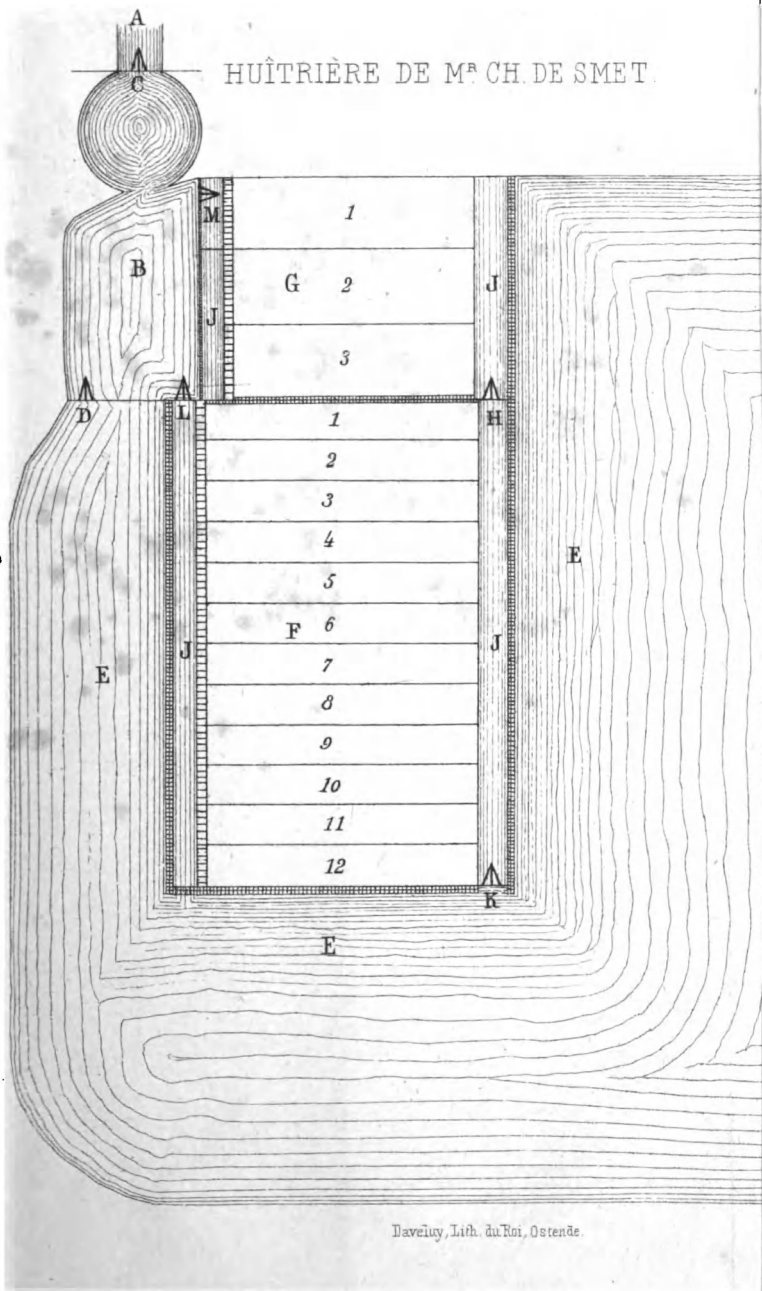 A
C
HUÎTRIÈRE DE Mʀ CH. DE SMET.
M
1
B
G 2
J
J
3
D
L
H
1
2
3
4
5
E
F 6
J
J
7
E
8
9
10
11
12
K
E
Daveluy, Lith. du Roi, Ostende.